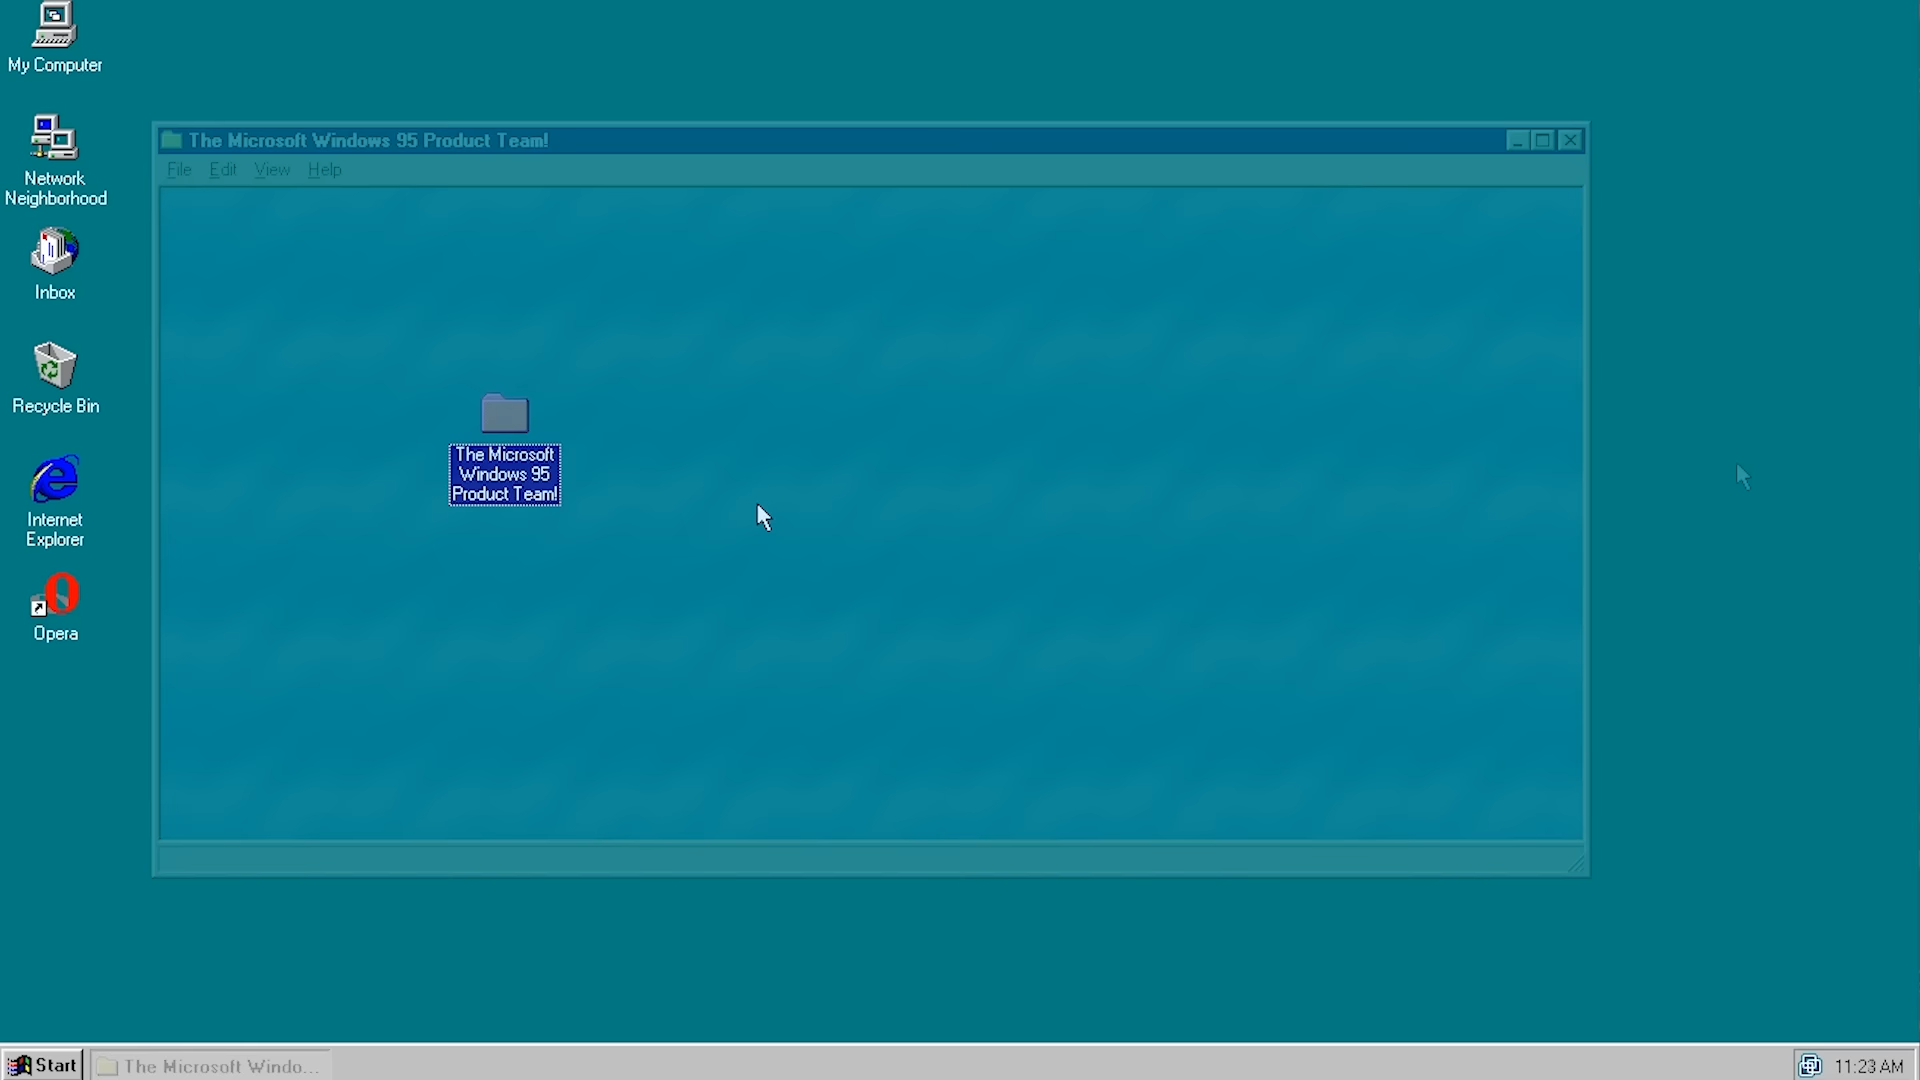 My Computer
Network
Neighborhood
Inbox
Recycle Bin
Internet
Explorer
Opera
The Microsoft Windows 95 Product Team!
File Edit View Help
The Microsoft
Windows 95
Product Team!
Start
The Microsoft Windo...
11:23 AM